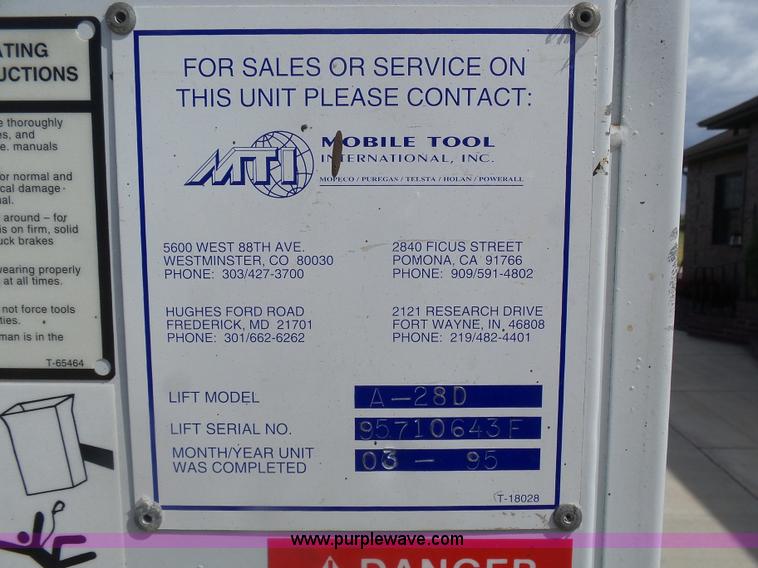 ATING
UCTIONS
thoroughly
es, and
e. manuals
or normal and
cal damage
ual.
around – for
is on firm, solid
uck brakes
wearing properly
at all times.
not force tools
ties.
man is in the
T-65464
FOR SALES OR SERVICE ON
THIS UNIT PLEASE CONTACT:
MTI
MOBILE TOOL
INTERNATIONAL, INC.
MOPECO / PUREGAS / TELSTA / HOLAN / POWERALL
5600 WEST 88TH AVE.
WESTMINSTER, CO 80030
PHONE: 303/427-3700
2840 FICUS STREET
POMONA, CA 91766
PHONE: 909/591-4802
HUGHES FORD ROAD
FREDERICK, MD 21701
PHONE: 301/662-6262
2121 RESEARCH DRIVE
FORT WAYNE, IN. 46808
PHONE: 219/482-4401
LIFT MODEL A-28D
LIFT SERIAL NO. 95710643F
MONTH/YEAR UNIT
WAS COMPLETED 03 - 95
T-18028
www.purplewave.com
DANGER